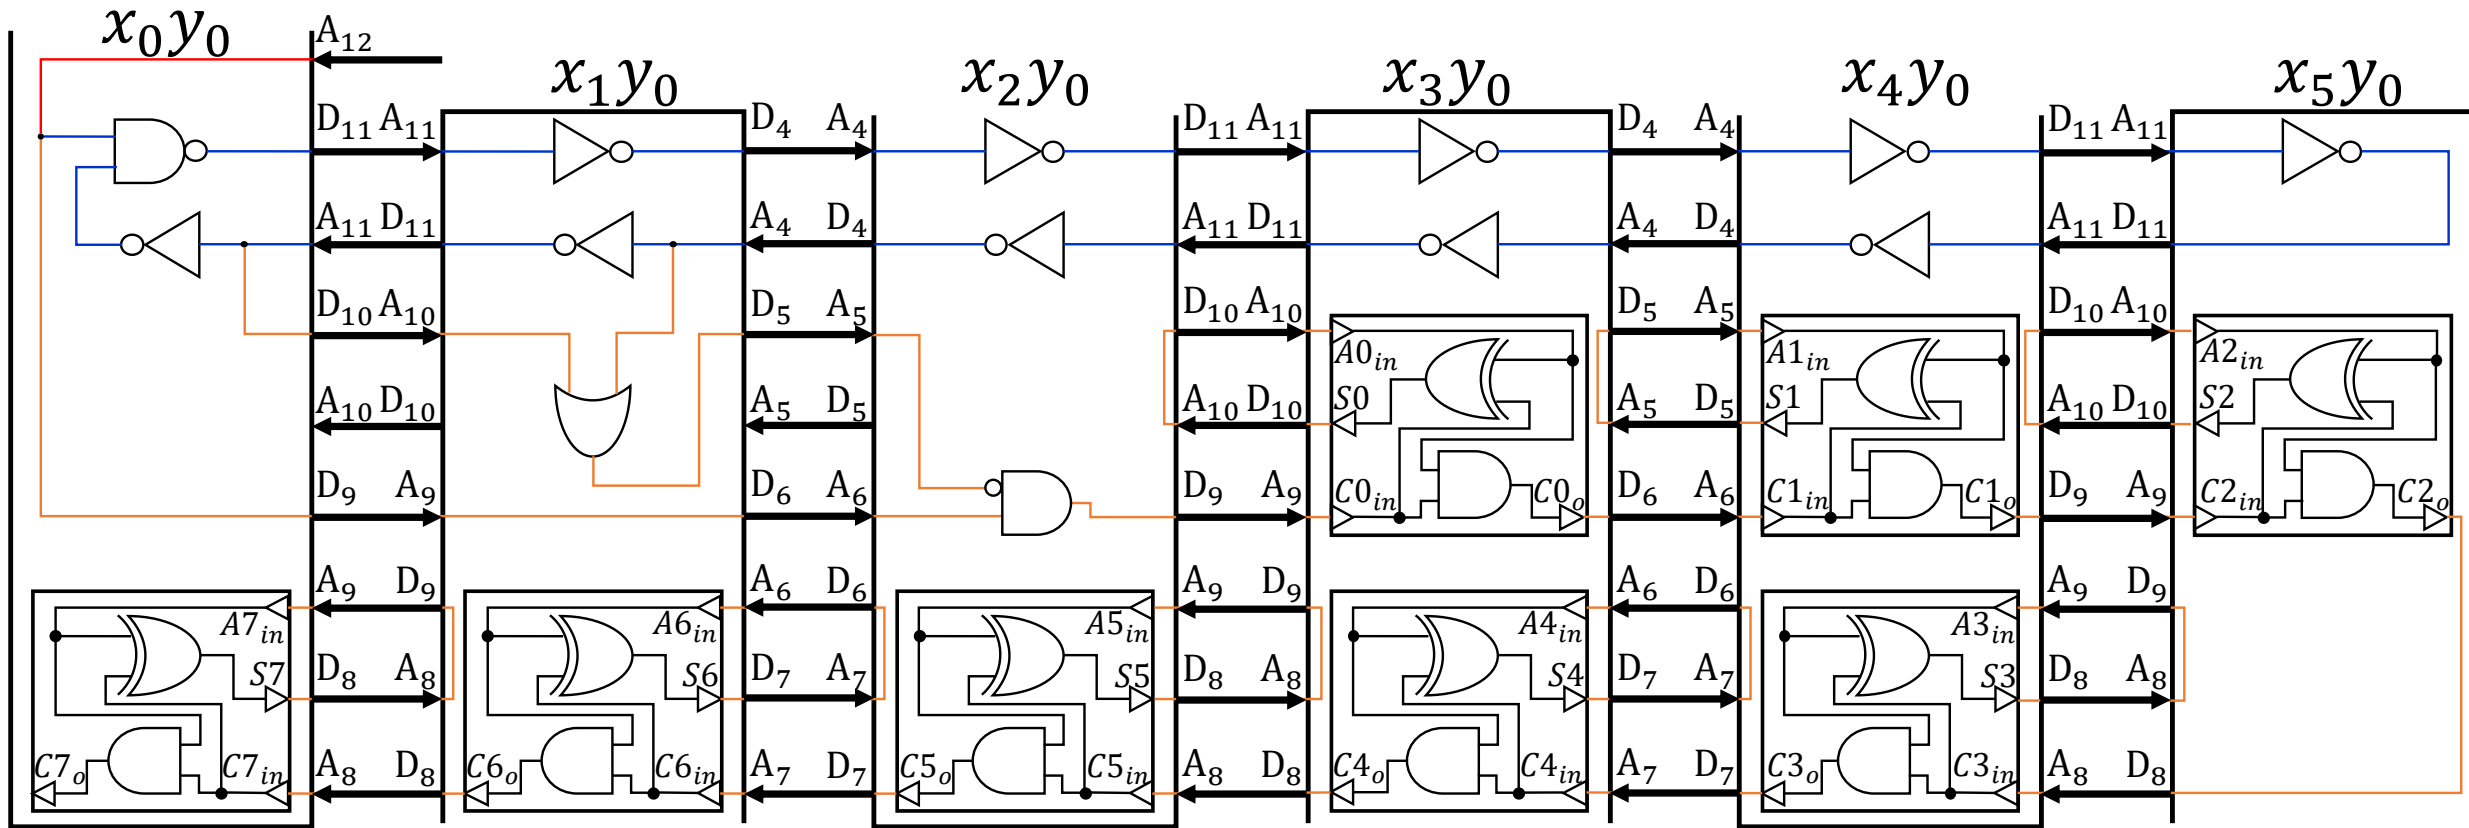 x₀y₀ A₁₂
x₁y₀ x₂y₀ x₃y₀ x₄y₀ x₅y₀
D₁₁ A₁₁ D₄ A₄ D₁₁ A₁₁ D₄ A₄ D₁₁ A₁₁
A₁₁ D₁₁ A₄ D₄ A₁₁ D₁₁ A₄ D₄ A₁₁ D₁₁
D₁₀ A₁₀ D₅ A₅ D₁₀ A₁₀ D₅ A₅ D₁₀ A₁₀
A0ᵢₙ A1ᵢₙ A2ᵢₙ
A₁₀ D₁₀ A₅ D₅ A₁₀ D₁₀ S0 A₅ D₅ S1 A₁₀ D₁₀ S2
D₉ A₉ D₆ A₆ D₉ A₉ C0ᵢₙ C0ₒ D₆ A₆ C1ᵢₙ C1ₒ D₉ A₉ C2ᵢₙ C2ₒ
A₉ D₉ A₆ D₆ A₉ D₉ A₆ D₆ A₉ D₉
A7ᵢₙ A6ᵢₙ A5ᵢₙ A4ᵢₙ A3ᵢₙ
S7 D₈ A₈ S6 D₇ A₇ S5 D₈ A₈ S4 D₇ A₇ S3 D₈ A₈
C7ₒ C7ᵢₙ A₈ D₈ C6ₒ C6ᵢₙ A₇ D₇ C5ₒ C5ᵢₙ A₈ D₈ C4ₒ C4ᵢₙ A₇ D₇ C3ₒ C3ᵢₙ A₈ D₈